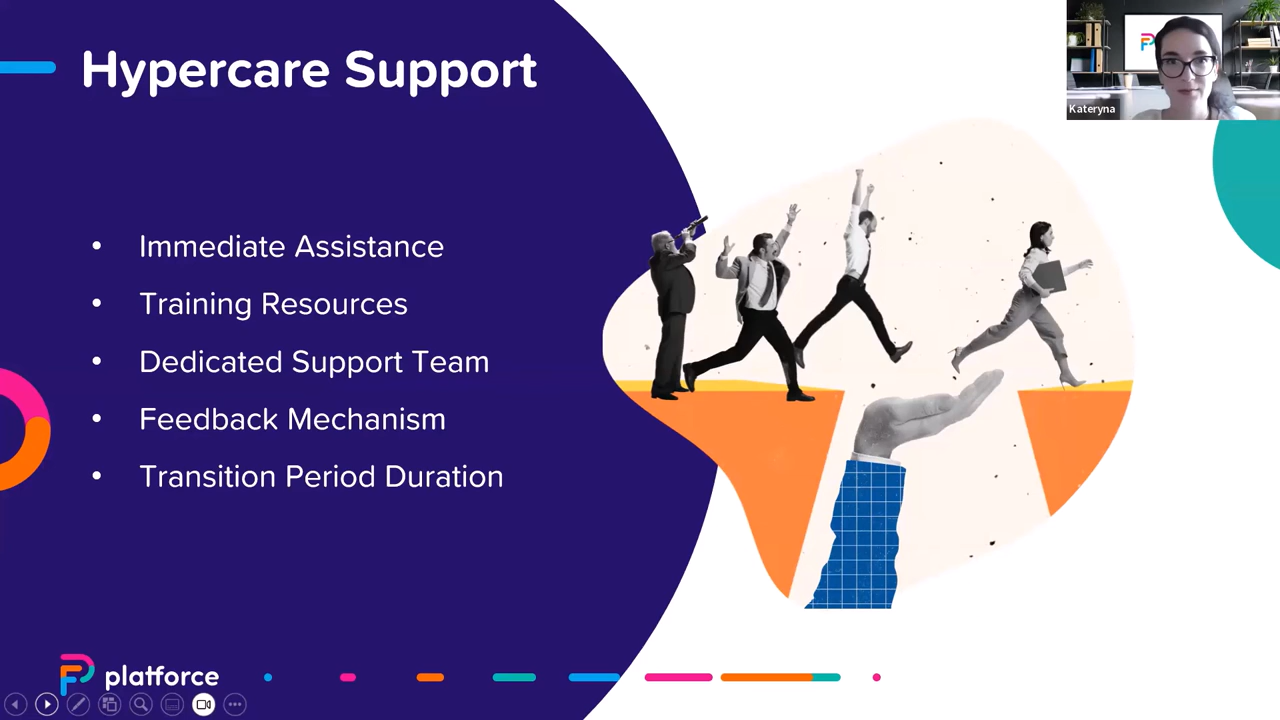 Hypercare Support
Kateryna
• Immediate Assistance
• Training Resources
• Dedicated Support Team
• Feedback Mechanism
• Transition Period Duration
platforce